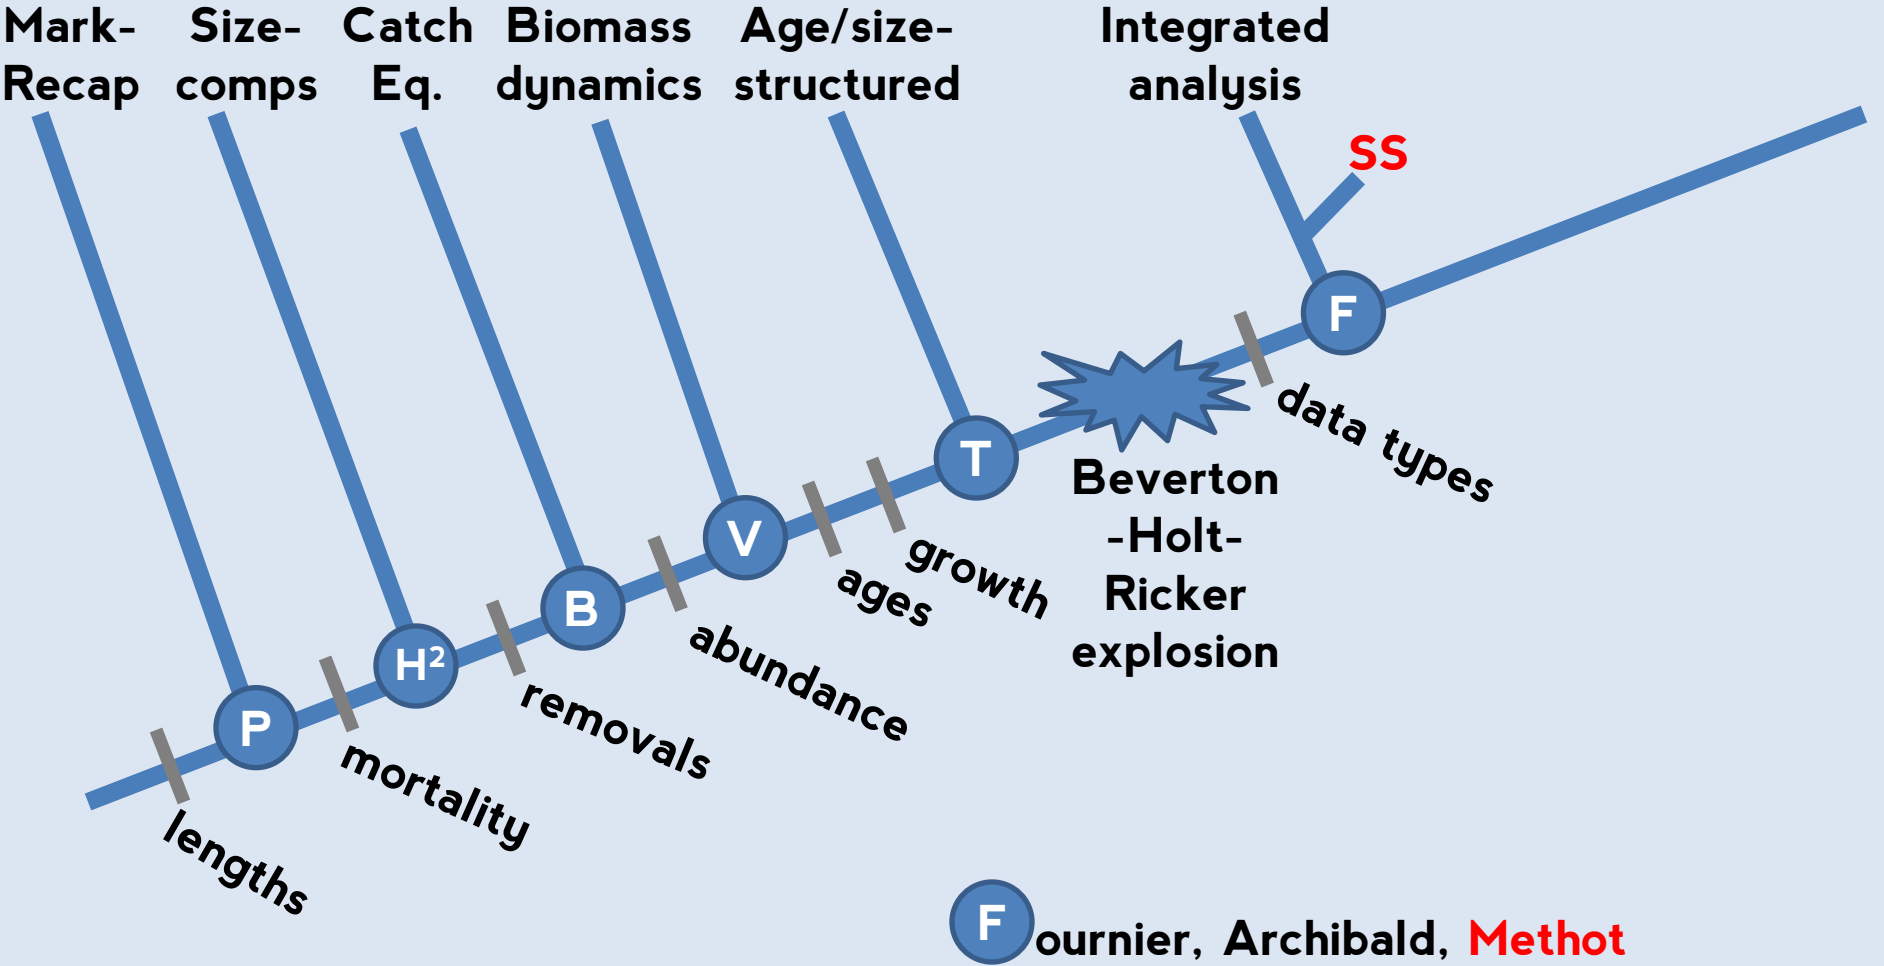 Mark-
Recap
Size-
comps
Catch
Eq.
Biomass
dynamics
Age/size-
structured
Integrated
analysis
SS
F
T
V
B
H²
P
data types
growth
ages
abundance
removals
mortality
lengths
Beverton
-Holt-
Ricker
explosion
Fournier, Archibald, Methot